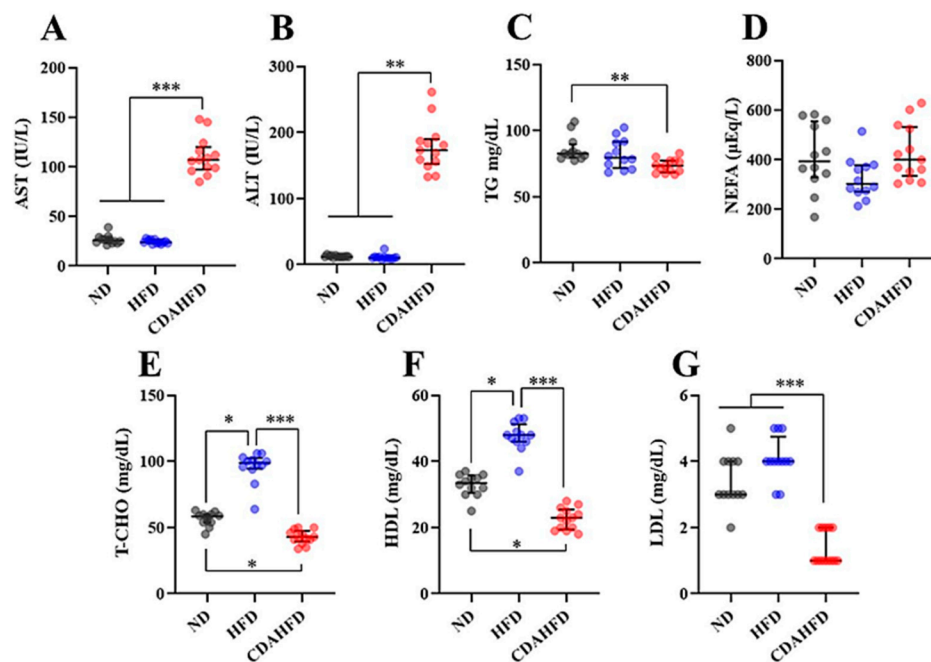 A
AST (IU/L)
200
150
100
50
0
***
ND
HFD
CDAHFD
B
ALT (IU/L)
300
200
100
0
**
ND
HFD
CDAHFD
C
TG mg/dL
150
100
50
0
**
ND
HFD
CDAHFD
D
NEFA (µEq/L)
800
600
400
200
0
ND
HFD
CDAHFD
E
T-CHO (mg/dL)
150
100
50
0
* ***
*
ND
HFD
CDAHFD
F
HDL (mg/dL)
60
40
20
0
* ***
*
ND
HFD
CDAHFD
G
LDL (mg/dL)
6
4
2
0
***
ND
HFD
CDAHFD